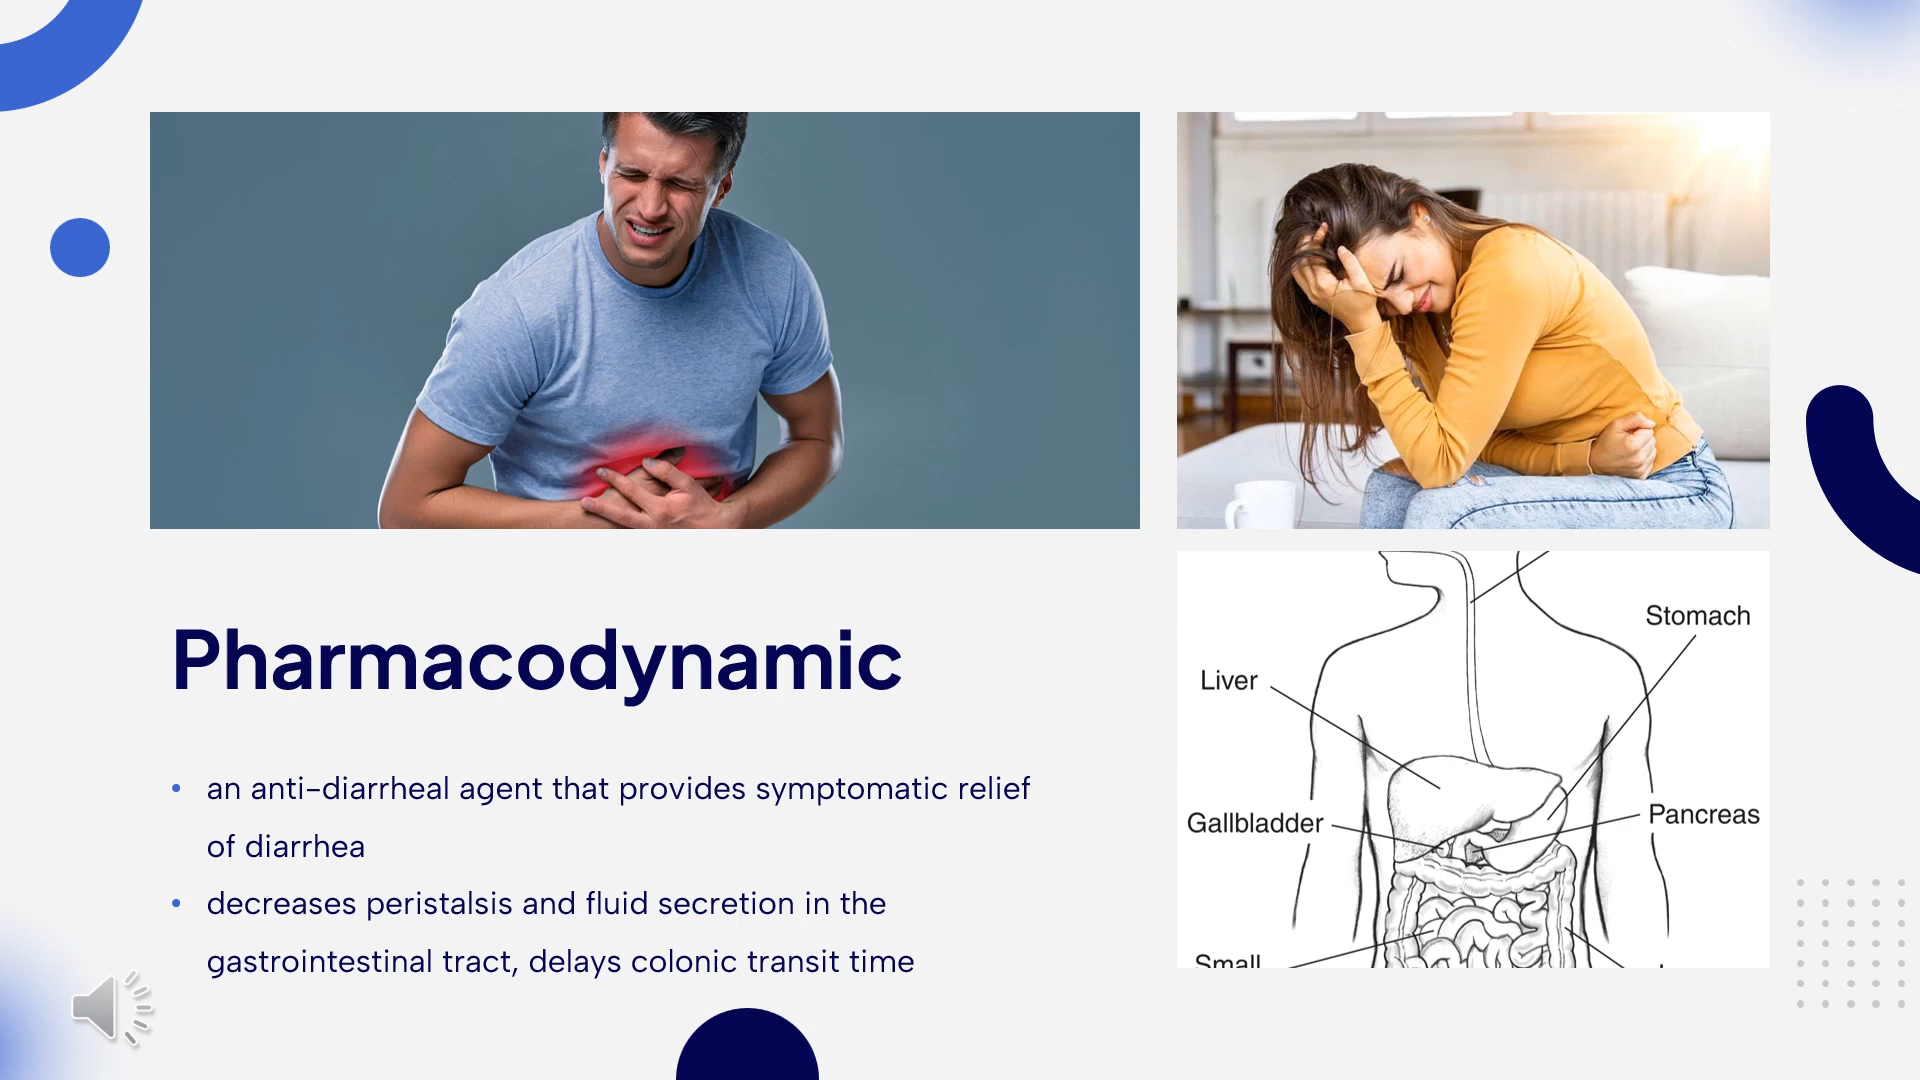 Pharmacodynamic
• an anti-diarrheal agent that provides symptomatic relief
of diarrhea
• decreases peristalsis and fluid secretion in the
gastrointestinal tract, delays colonic transit time
Stomach
Liver
Gallbladder
Pancreas
Small